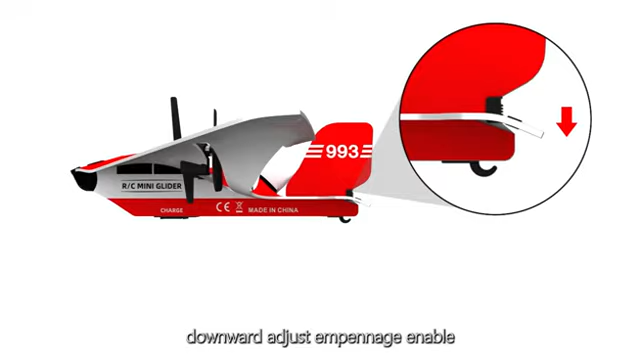 993
R/C MINI GLIDER
CHARGE
CE
MADE IN CHINA
downward adjust empennage enable